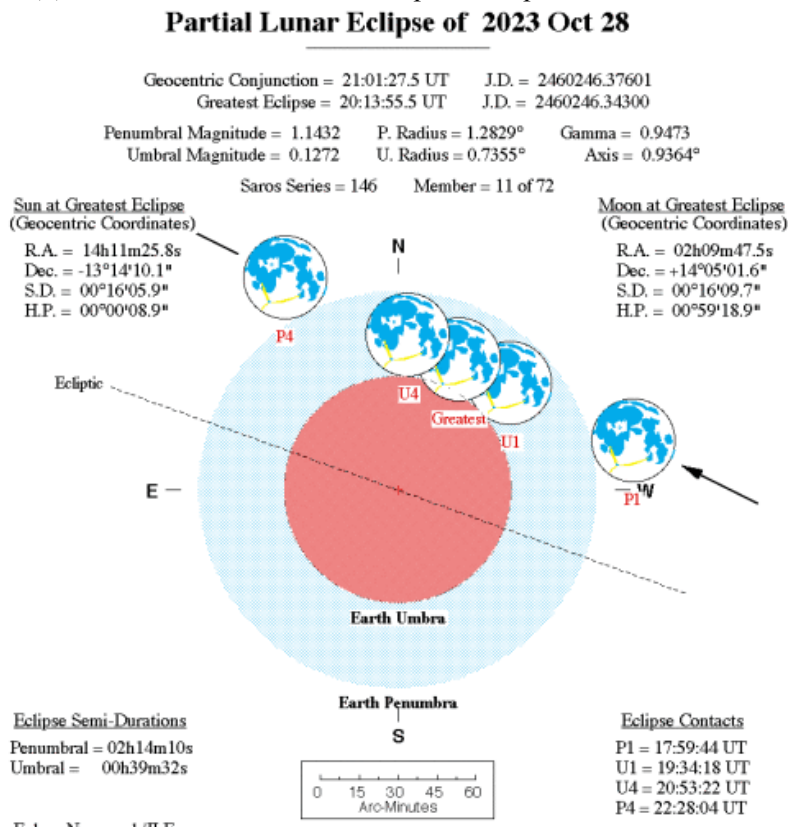 Partial Lunar Eclipse of 2023 Oct 28
Geocentric Conjunction = 21:01:27.5 UT J.D. = 2460246.37601
Greatest Eclipse = 20:13:55.5 UT J.D. = 2460246.34300
Penumbral Magnitude = 1.1432 P. Radius = 1.2829° Gamma = 0.9473
Umbral Magnitude = 0.1272 U. Radius = 0.7355° Axis = 0.9364°
Saros Series = 146 Member = 11 of 72
Sun at Greatest Eclipse
(Geocentric Coordinates)
R.A. = 14h11m25.8s
Dec. = -13°14'10.1"
S.D. = 00°16'05.9"
H.P. = 00°00'08.9"
Moon at Greatest Eclipse
(Geocentric Coordinates)
R.A. = 02h09m47.5s
Dec. = +14°05'01.6"
S.D. = 00°16'09.7"
H.P. = 00°59'18.9"
N
P4
Ecliptic
U4
Greatest
U1
E
W
P1
Earth Umbra
Earth Penumbra
S
Eclipse Semi-Durations
Penumbral = 02h14m10s
Umbral = 00h39m32s
0 15 30 45 60
Arc-Minutes
Eclipse Contacts
P1 = 17:59:44 UT
U1 = 19:34:18 UT
U4 = 20:53:22 UT
P4 = 22:28:04 UT